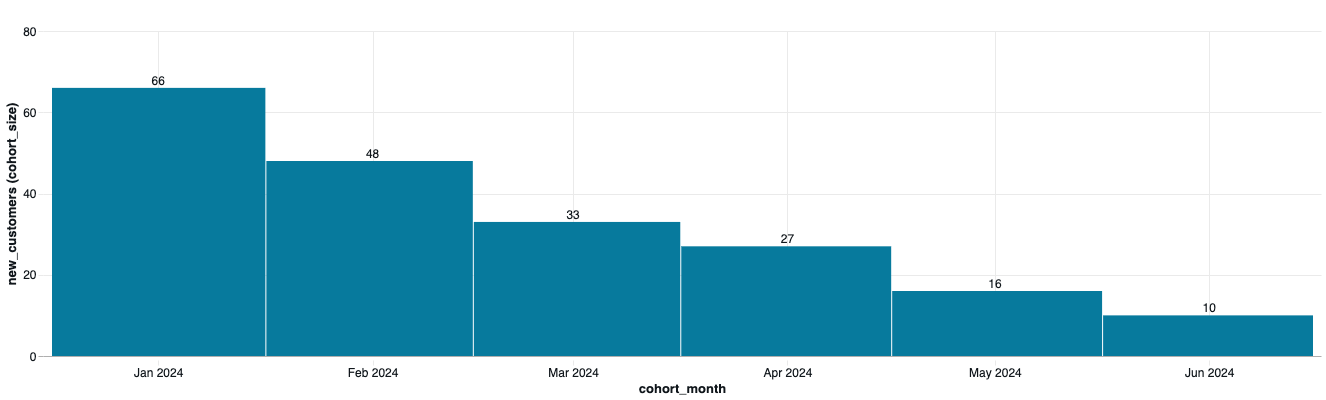 80
66
60
48
40
33
27
20
16
10
0
new_customers (cohort_size)
Jan 2024
Feb 2024
Mar 2024
Apr 2024
May 2024
Jun 2024
cohort_month